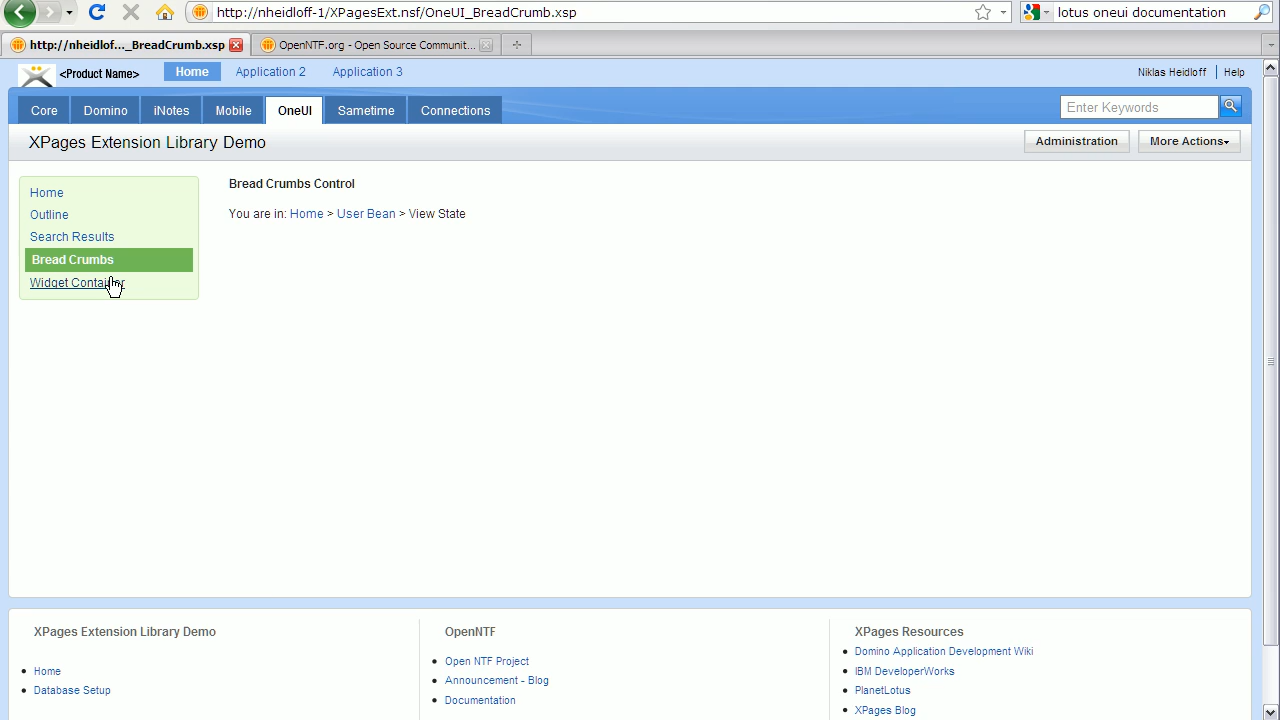 http://nheidloff-1/XPagesExt.nsf/OneUI_BreadCrumb.xsp lotus oneui documentation
http://nheidlof..._BreadCrumb.xsp OpenNTF.org - Open Source Communit...
<Product Name> Home Application 2 Application 3 Niklas Heidloff Help
Core Domino iNotes Mobile OneUI Sametime Connections Enter Keywords
XPages Extension Library Demo Administration More Actions
Home
Outline
Search Results
Bread Crumbs
Widget Container
Bread Crumbs Control
You are in: Home > User Bean > View State
XPages Extension Library Demo
Home
Database Setup
OpenNTF
Open NTF Project
Announcement - Blog
Documentation
XPages Resources
Domino Application Development Wiki
IBM DeveloperWorks
PlanetLotus
XPages Blog